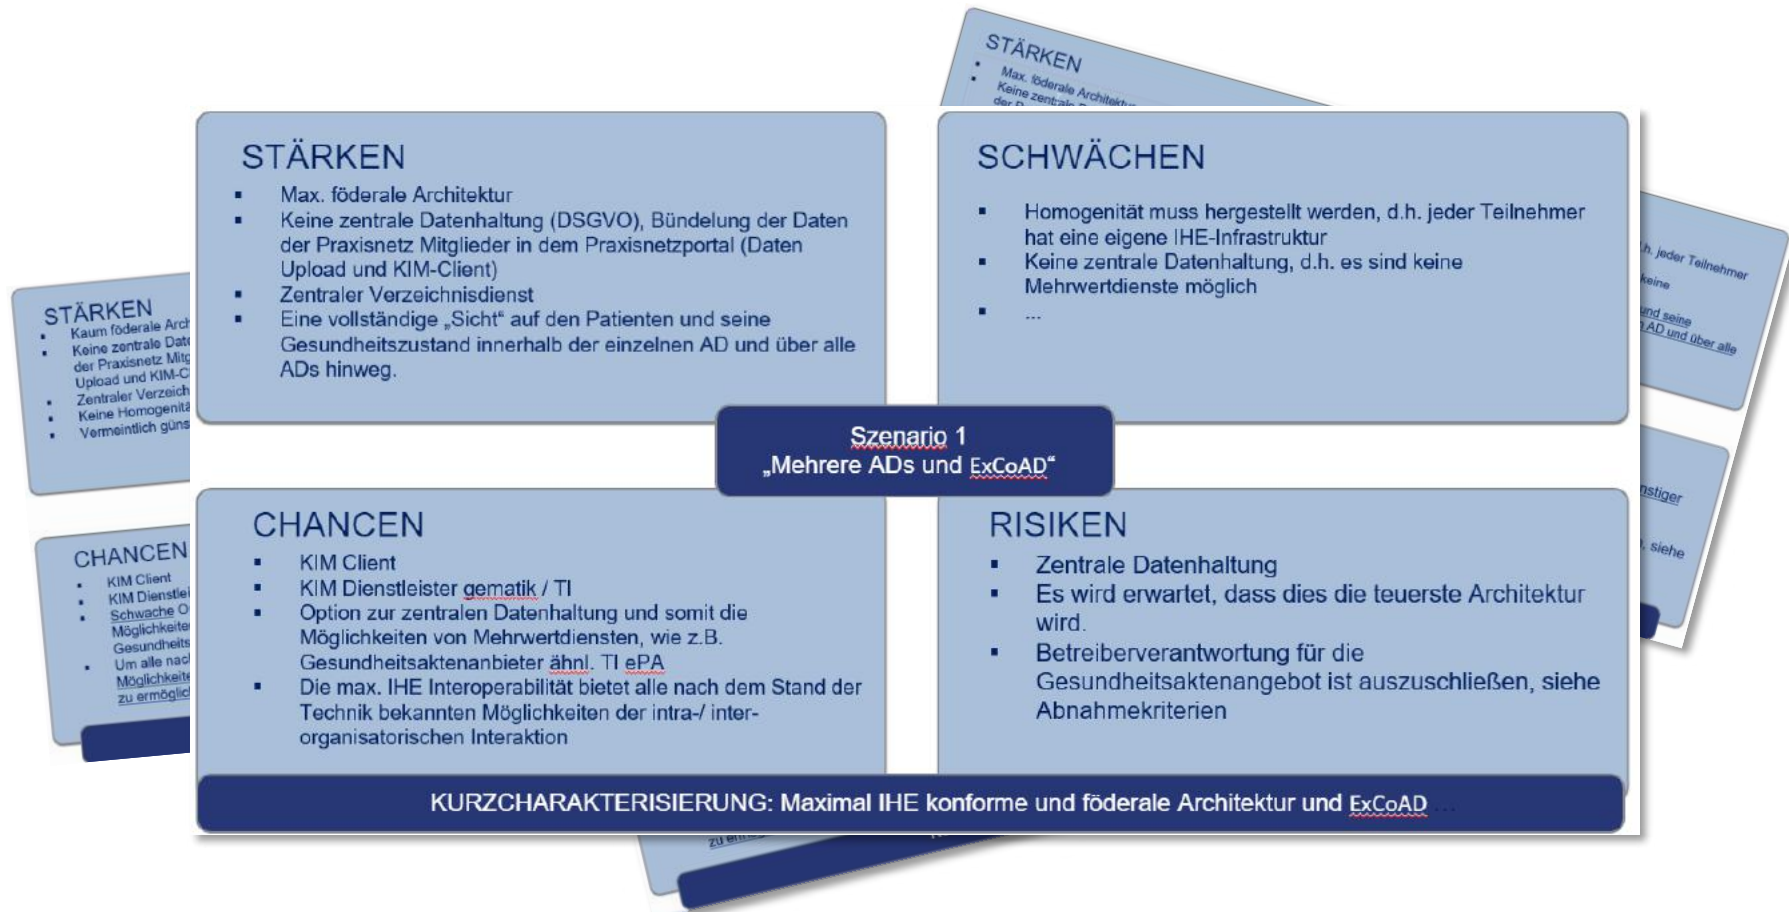 STÄRKEN
Max. föderale Architektur
Keine zentrale
STÄRKEN
▪ Max. föderale Architektur
▪ Keine zentrale Datenhaltung (DSGVO), Bündelung der Daten
der Praxisnetz Mitglieder in dem Praxisnetzportal (Daten
Upload und KIM-Client)
▪ Zentraler Verzeichnisdienst
▪ Eine vollständige „Sicht“ auf den Patienten und seine
Gesundheitszustand innerhalb der einzelnen AD und über alle
ADs hinweg.
SCHWÄCHEN
▪ Homogenität muss hergestellt werden, d.h. jeder Teilnehmer
hat eine eigene IHE-Infrastruktur
▪ Keine zentrale Datenhaltung, d.h. es sind keine
Mehrwertdienste möglich
▪ ...
Szenario 1
„Mehrere ADs und ExCoAD“
CHANCEN
▪ KIM Client
▪ KIM Dienstleister gematik / TI
▪ Option zur zentralen Datenhaltung und somit die
Möglichkeiten von Mehrwertdiensten, wie z.B.
Gesundheitsaktenanbieter ähnl. TI ePA
▪ Die max. IHE Interoperabilität bietet alle nach dem Stand der
Technik bekannten Möglichkeiten der intra-/ inter-
organisatorischen Interaktion
RISIKEN
▪ Zentrale Datenhaltung
▪ Es wird erwartet, dass dies die teuerste Architektur
wird.
▪ Betreiberverantwortung für die
Gesundheitsaktenangebot ist auszuschließen, siehe
Abnahmekriterien
KURZCHARAKTERISIERUNG: Maximal IHE konforme und föderale Architektur und ExCoAD ...
STÄRKEN
▪ Kaum föderale Arch
▪ Keine zentrale Date
der Praxisnetz Mitg
Upload und KIM-C
▪ Zentraler Verzeich
▪ Keine Homogenitä
▪ Vermeintlich güns
CHANCEN
▪ KIM Client
▪ KIM Dienstlei
▪ Schwache O
Möglichkeite
Gesundheits
▪ Um alle nac
Möglichkeite
zu ermöglic
.h. jeder Teilnehmer
keine
und seine
AD und über alle
nstiger
, siehe